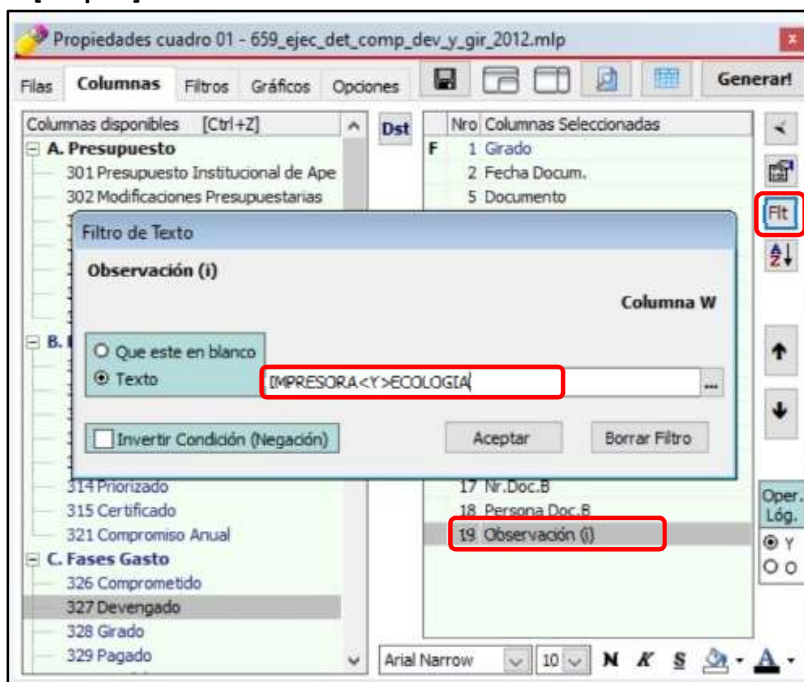 Propiedades cuadro 01 - 659_ejec_det_comp_dev_y_gir_2012.mlp
Filas Columnas Filtros Gráficos Opciones Generar!
Columnas disponibles [Ctrl+Z]
A. Presupuesto
301 Presupuesto Institucional de Ape
302 Modificaciones Presupuestarias
B.
314 Priorizado
315 Certificado
321 Compromiso Anual
C. Fases Gasto
326 Comprometido
327 Devengado
328 Girado
329 Pagado
Dst
Nro Columnas Seleccionadas
F 1 Girado
2 Fecha Docum.
5 Documento
Filtro de Texto
Observación (i)
Columna W
Que este en blanco
Texto IMPRESORA<Y>ECOLOGIA ...
Invertir Condición (Negación) Aceptar Borrar Filtro
17 Nr.Doc.B
18 Persona Doc.B
19 Observación (i)
Flt
Oper.
Lóg.
Y
O
Arial Narrow 10 N K S A